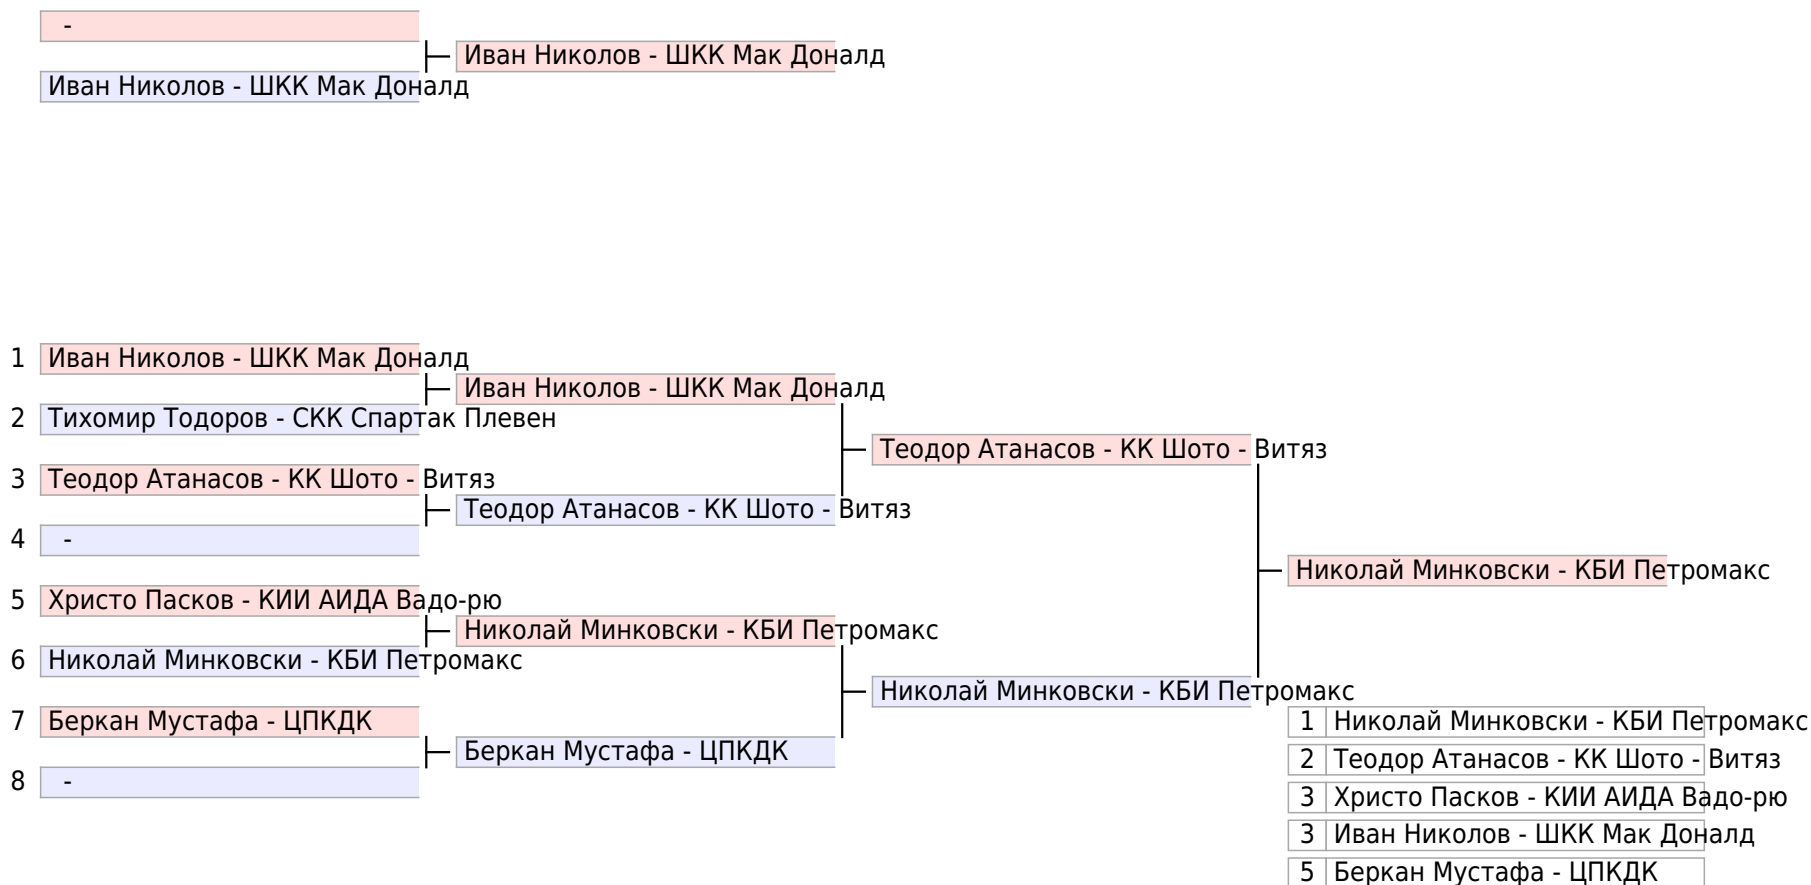 -
Иван Николов - ШКК Мак Доналд
Иван Николов - ШКК Мак Доналд
1 Иван Николов - ШКК Мак Доналд
Иван Николов - ШКК Мак Доналд
2 Тихомир Тодоров - СКК Спартак Плевен
Теодор Атанасов - КК Шото - Витяз
3 Теодор Атанасов - КК Шото - Витяз
Теодор Атанасов - КК Шото - Витяз
4 -
Николай Минковски - КБИ Петромакс
5 Христо Пасков - КИИ АИДА Вадо-рю
Николай Минковски - КБИ Петромакс
6 Николай Минковски - КБИ Петромакс
Николай Минковски - КБИ Петромакс
7 Беркан Мустафа - ЦПКДК
Беркан Мустафа - ЦПКДК
8 -
1 Николай Минковски - КБИ Петромакс
2 Теодор Атанасов - КК Шото - Витяз
3 Христо Пасков - КИИ АИДА Вадо-рю
3 Иван Николов - ШКК Мак Доналд
5 Беркан Мустафа - ЦПКДК